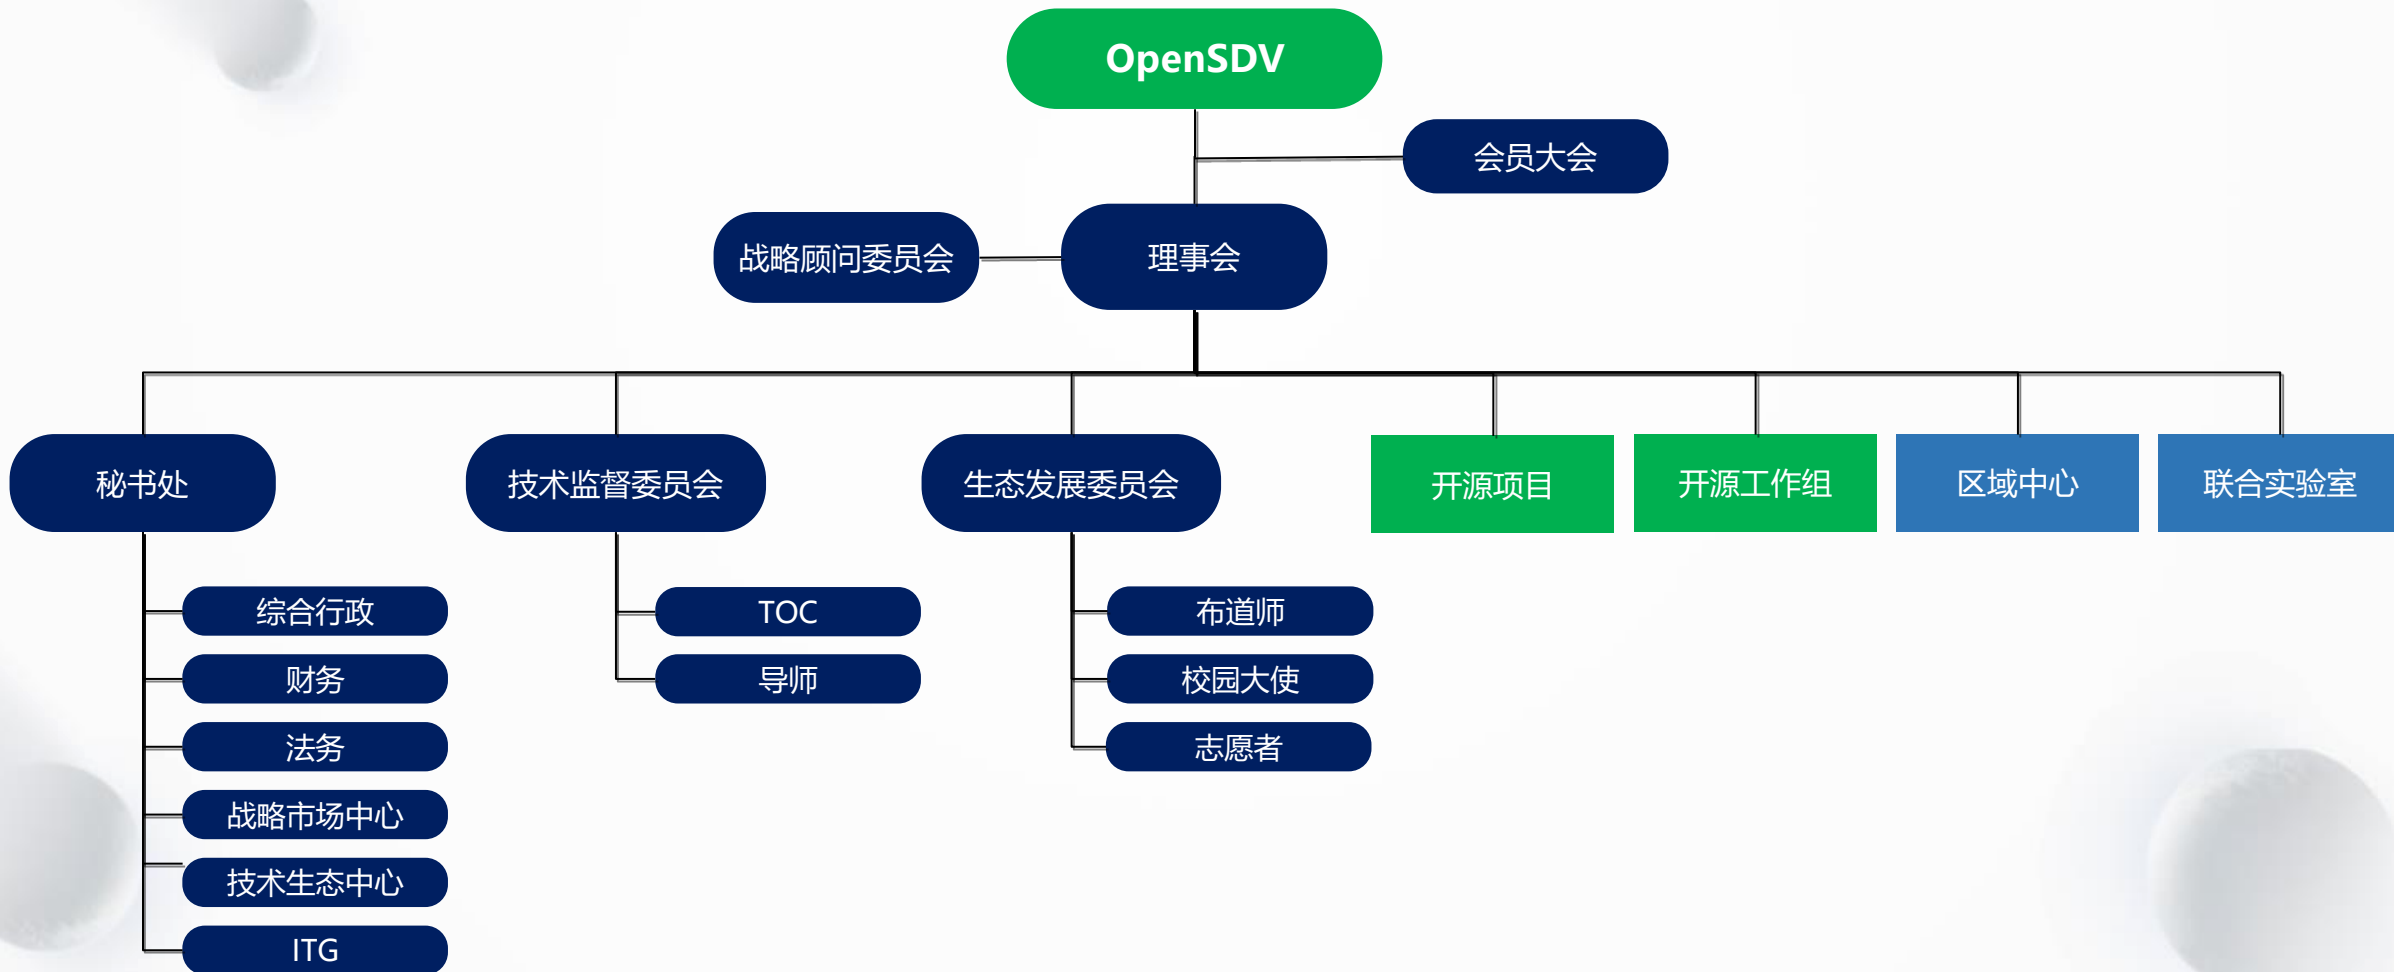 OpenSDV
会员大会
战略顾问委员会
理事会
秘书处
技术监督委员会
生态发展委员会
开源项目
开源工作组
区域中心
联合实验室
综合行政
财务
法务
战略市场中心
技术生态中心
ITG
TOC
导师
布道师
校园大使
志愿者